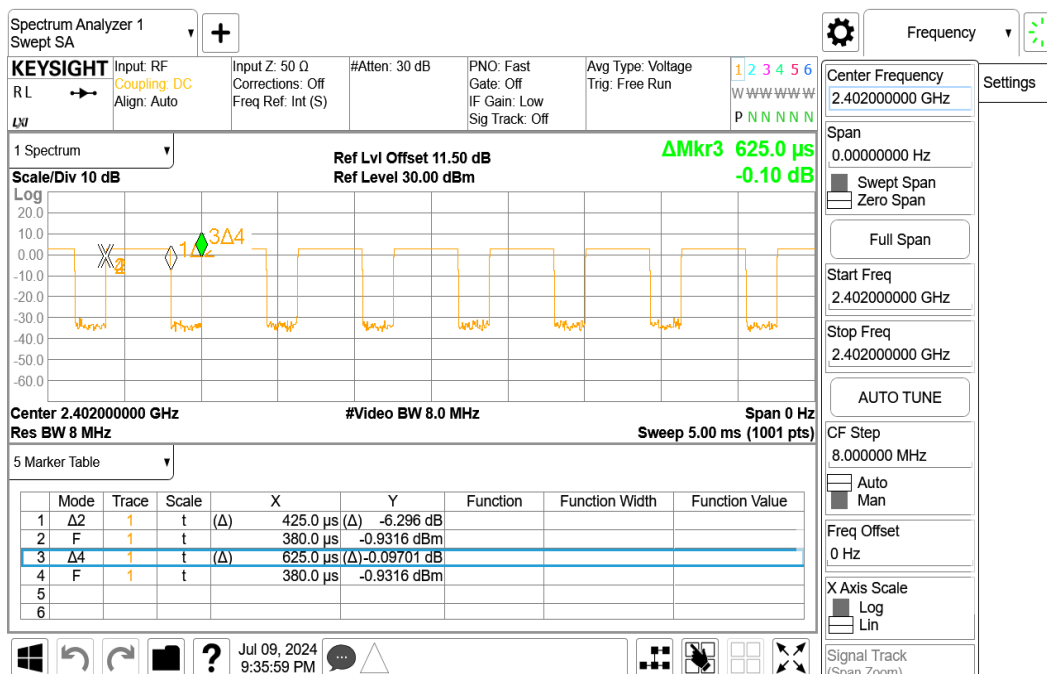 Spectrum Analyzer 1
Swept SA
Frequency
KEYSIGHT
RL
LXI
Input: RF
Coupling: DC
Align: Auto
Input Z: 50 Ω
Corrections: Off
Freq Ref: Int (S)
#Atten: 30 dB
PNO: Fast
Gate: Off
IF Gain: Low
Sig Track: Off
Avg Type: Voltage
Trig: Free Run
1 2 3 4 5 6
W W W W W W
P N N N N N
Center Frequency
2.402000000 GHz
Settings
Span
0.00000000 Hz
Swept Span
Zero Span
Full Span
Start Freq
2.402000000 GHz
Stop Freq
2.402000000 GHz
AUTO TUNE
CF Step
8.000000 MHz
Auto
Man
Freq Offset
0 Hz
X Axis Scale
Log
Lin
Signal Track
(Span Zoom)
1 Spectrum
Scale/Div 10 dB
Ref Lvl Offset 11.50 dB
Ref Level 30.00 dBm
ΔMkr3 625.0 µs
-0.10 dB
Log
20.0
10.0
0.00
-10.0
-20.0
-30.0
-40.0
-50.0
-60.0
1Δ2
3Δ4
Center 2.402000000 GHz
#Video BW 8.0 MHz
Span 0 Hz
Res BW 8 MHz
Sweep 5.00 ms (1001 pts)
5 Marker Table
Mode Trace Scale X Y Function Function Width Function Value
1 Δ2 1 t (Δ) 425.0 µs (Δ) -6.296 dB
2 F 1 t 380.0 µs -0.9316 dBm
3 Δ4 1 t (Δ) 625.0 µs (Δ) -0.09701 dB
4 F 1 t 380.0 µs -0.9316 dBm
5
6
?
Jul 09, 2024
9:35:59 PM